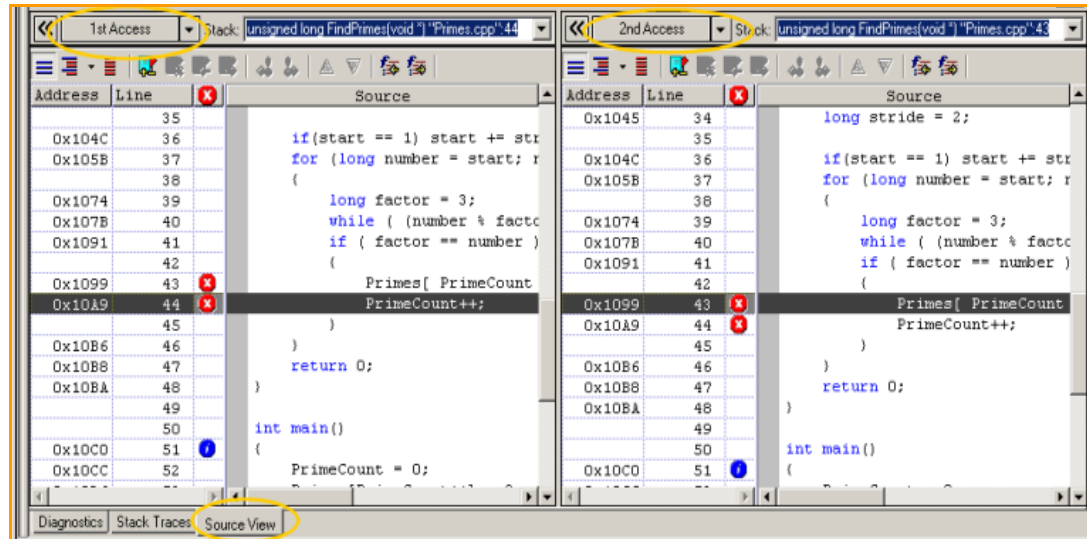 1st Access Stack: unsigned long FindPrimes(void *) "Primes.cpp":44
Address Line Source
35
0x104C 36 if(start == 1) start += str
0x105B 37 for (long number = start; r
38 {
0x1074 39 long factor = 3;
0x107B 40 while ( (number % facto
0x1091 41 if ( factor == number )
42 {
0x1099 43 Primes[ PrimeCount
0x10A9 44 PrimeCount++;
45 }
0x10B6 46 }
0x10B8 47 return 0;
0x10BA 48 }
49
50 int main()
0x10C0 51 {
0x10CC 52 PrimeCount = 0;
2nd Access Stack: unsigned long FindPrimes(void *) "Primes.cpp":43
Address Line Source
0x1045 34 long stride = 2;
35
0x104C 36 if(start == 1) start += str
0x105B 37 for (long number = start; r
38 {
0x1074 39 long factor = 3;
0x107B 40 while ( (number % facto
0x1091 41 if ( factor == number )
42 {
0x1099 43 Primes[ PrimeCount
0x10A9 44 PrimeCount++;
45 }
0x10B6 46 }
0x10B8 47 return 0;
0x10BA 48 }
49
50 int main()
0x10C0 51 {
Diagnostics Stack Traces Source View